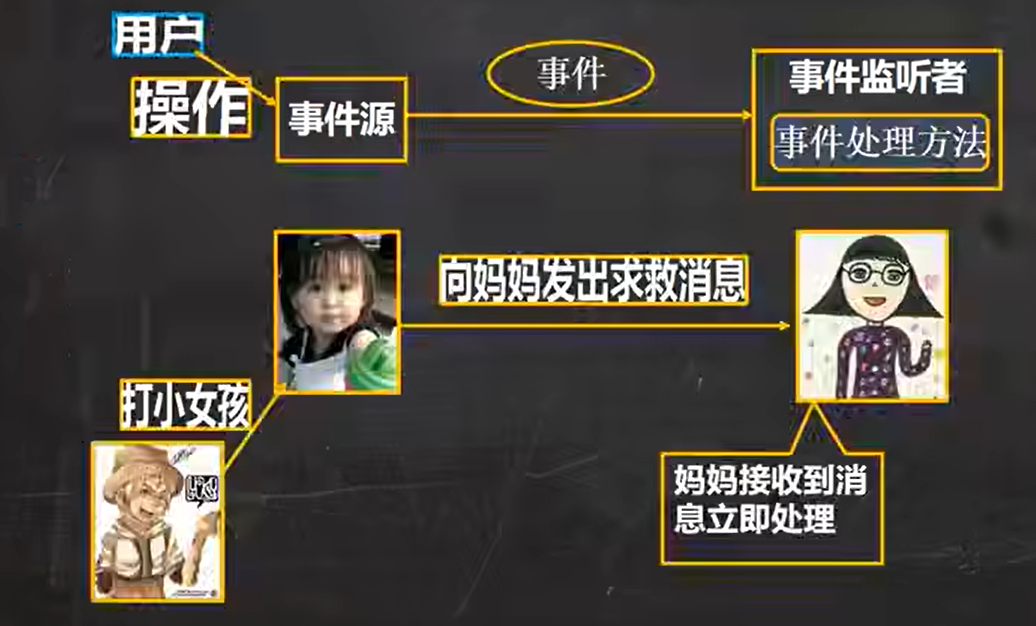 用户
操作
事件源
事件
事件监听者
事件处理方法
向妈妈发出求救消息
打小女孩
妈妈接收到消
息立即处理